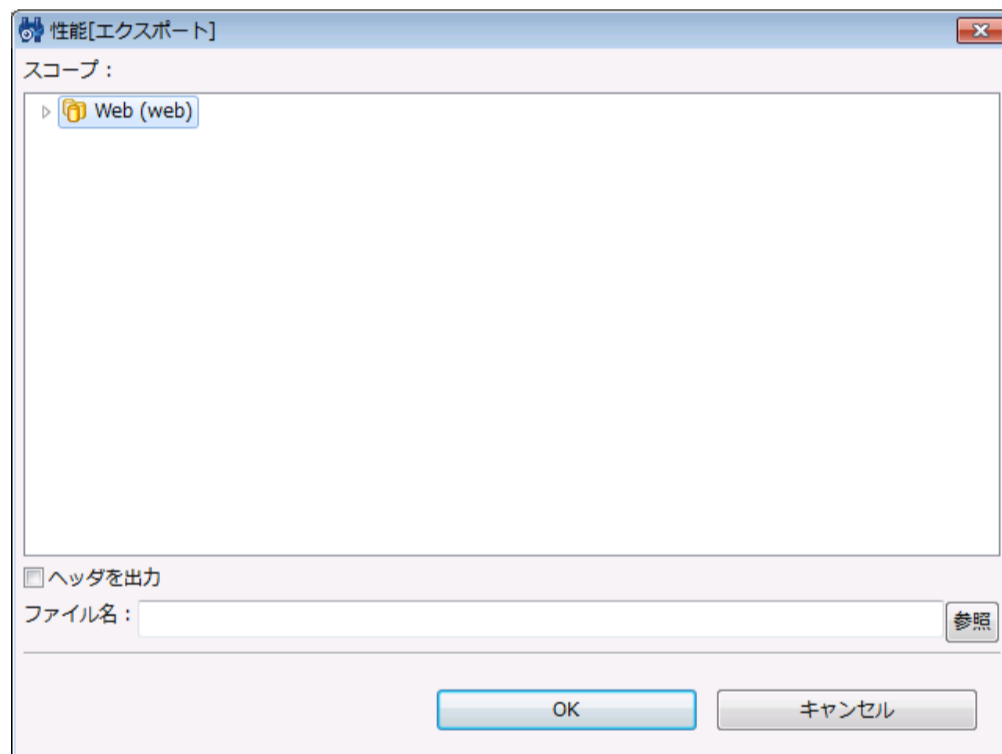 性能[エクスポート]
スコープ：
Web (web)
ヘッダを出力
ファイル名： 参照
OK キャンセル